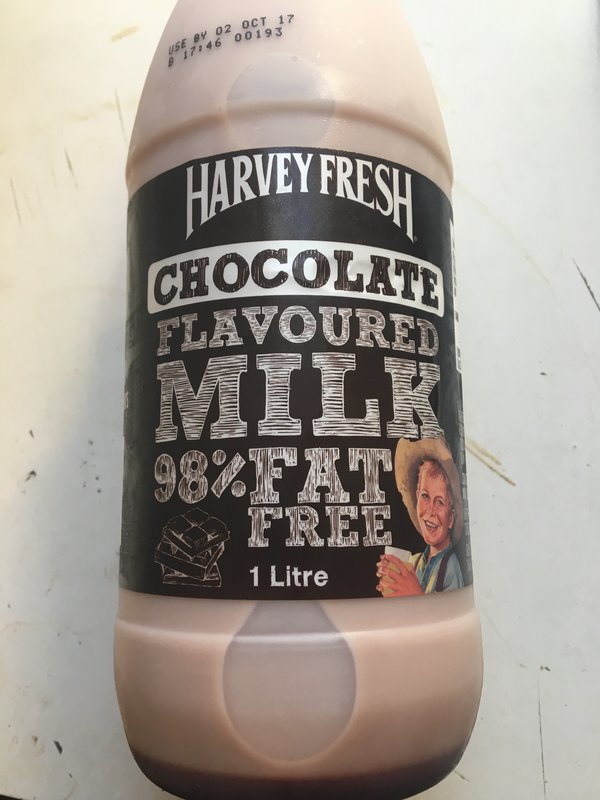 USE BY 02 OCT 17
B 17:46 00193
HARVEY FRESH
CHOCOLATE
FLAVOURED
MILK
98% FAT
FREE
1 Litre